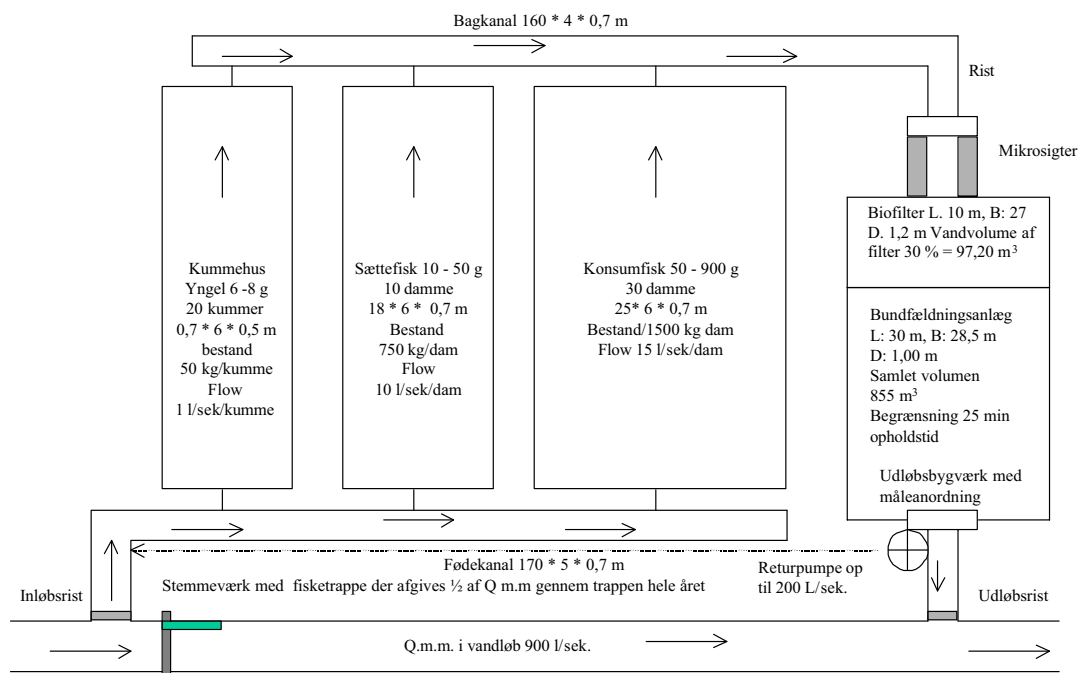 Bagkanal 160 * 4 * 0,7 m
Rist
Mikrosigter
Kummehus
Yngel 6 -8 g
20 kummer
0,7 * 6 * 0,5 m
bestand
50 kg/kumme
Flow
1 l/sek/kumme
Sættefisk 10 - 50 g
10 damme
18 * 6 * 0,7 m
Bestand
750 kg/dam
Flow
10 l/sek/dam
Konsumfisk 50 - 900 g
30 damme
25* 6 * 0,7 m
Bestand/1500 kg dam
Flow 15 l/sek/dam
Biofilter L. 10 m, B: 27
D. 1,2 m Vandvolume af
filter 30 % = 97,20 m³
Bundfældningsanlæg
L: 30 m, B: 28,5 m
D: 1,00 m
Samlet volumen
855 m³
Begrænsning 25 min
opholdstid
Udløbsbygværk med
måleanordning
Fødekanal 170 * 5 * 0,7 m
Stemmeværk med fisketrappe der afgives ½ af Q m.m gennem trappen hele året
Returpumpe op
til 200 L/sek.
Inløbsrist
Udløbsrist
Q.m.m. i vandløb 900 l/sek.